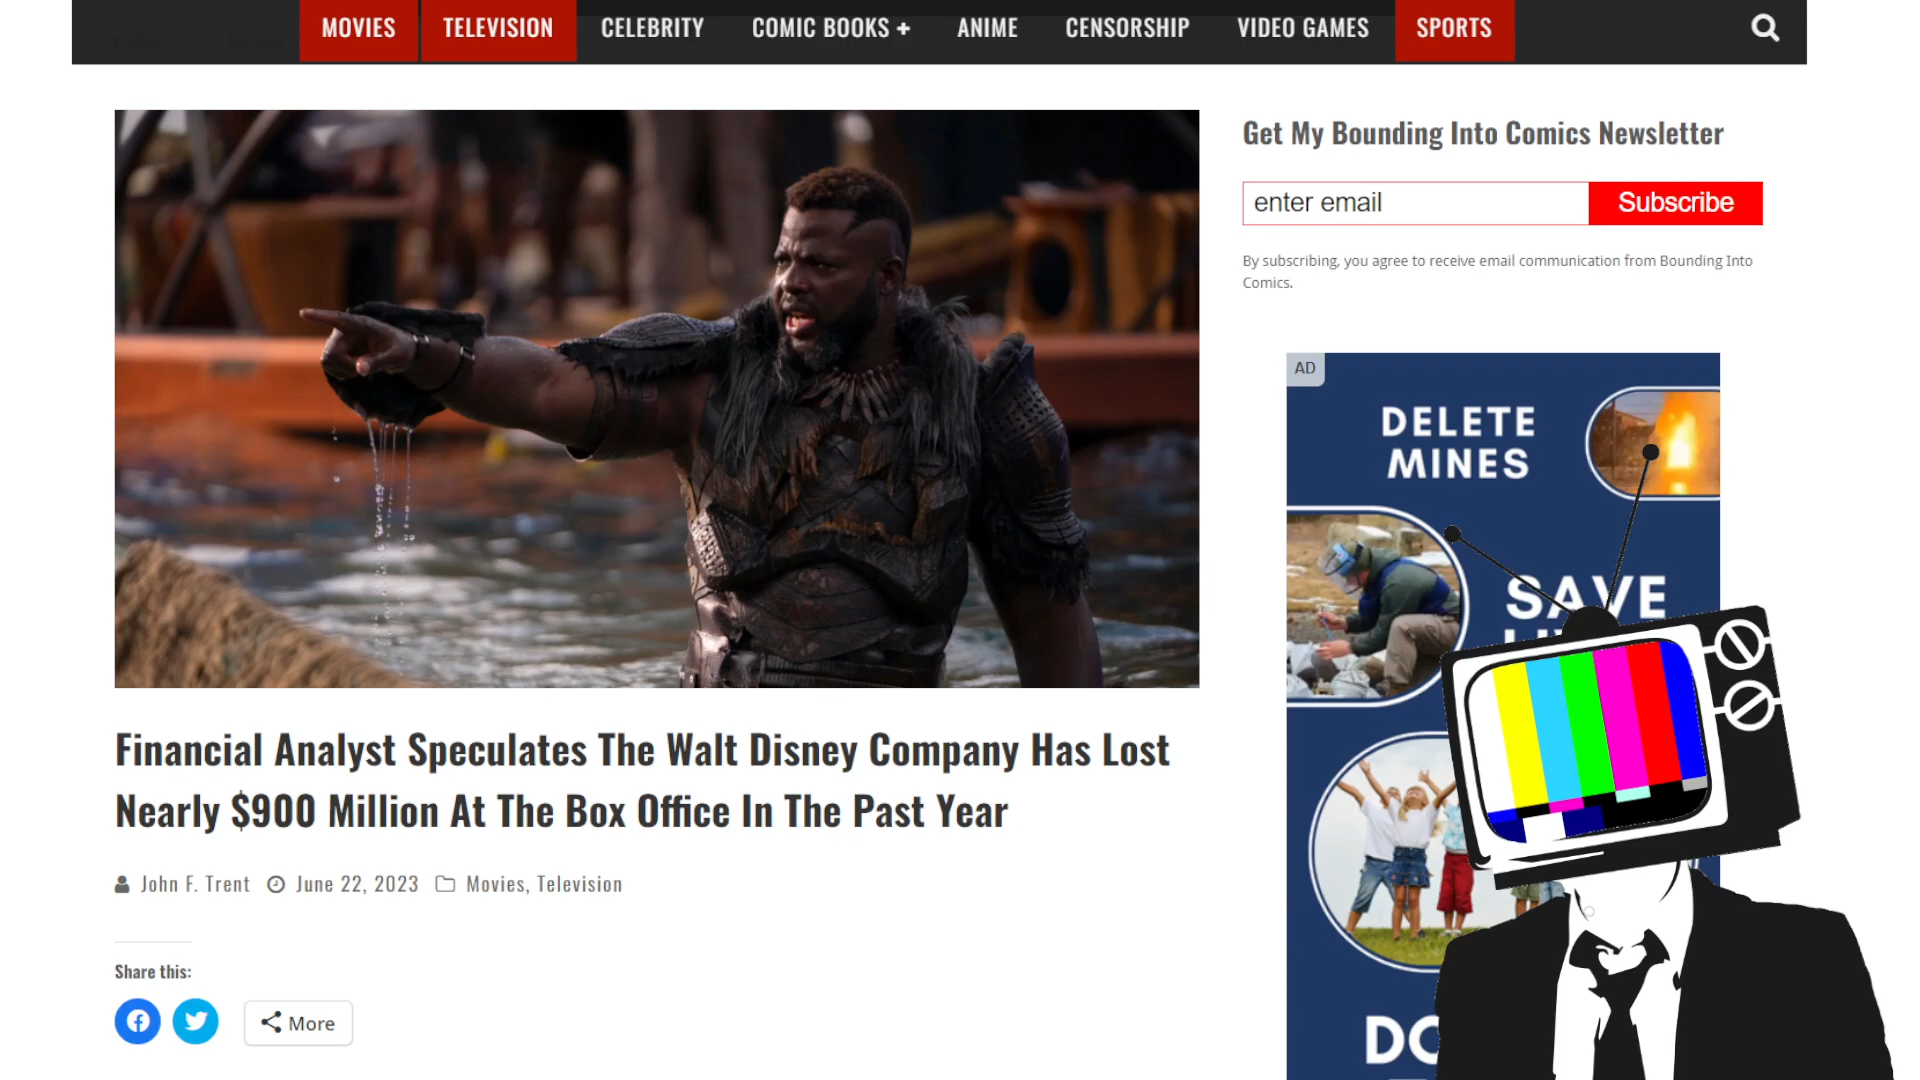 MOVIES
TELEVISION
CELEBRITY
COMIC BOOKS +
ANIME
CENSORSHIP
VIDEO GAMES
SPORTS
Get My Bounding Into Comics Newsletter
enter email
Subscribe
By subscribing, you agree to receive email communication from Bounding Into
Comics.
AD
DELETE
MINES
SAVE
Financial Analyst Speculates The Walt Disney Company Has Lost
Nearly $900 Million At The Box Office In The Past Year
John F. Trent
June 22, 2023
Movies, Television
Share this:
More